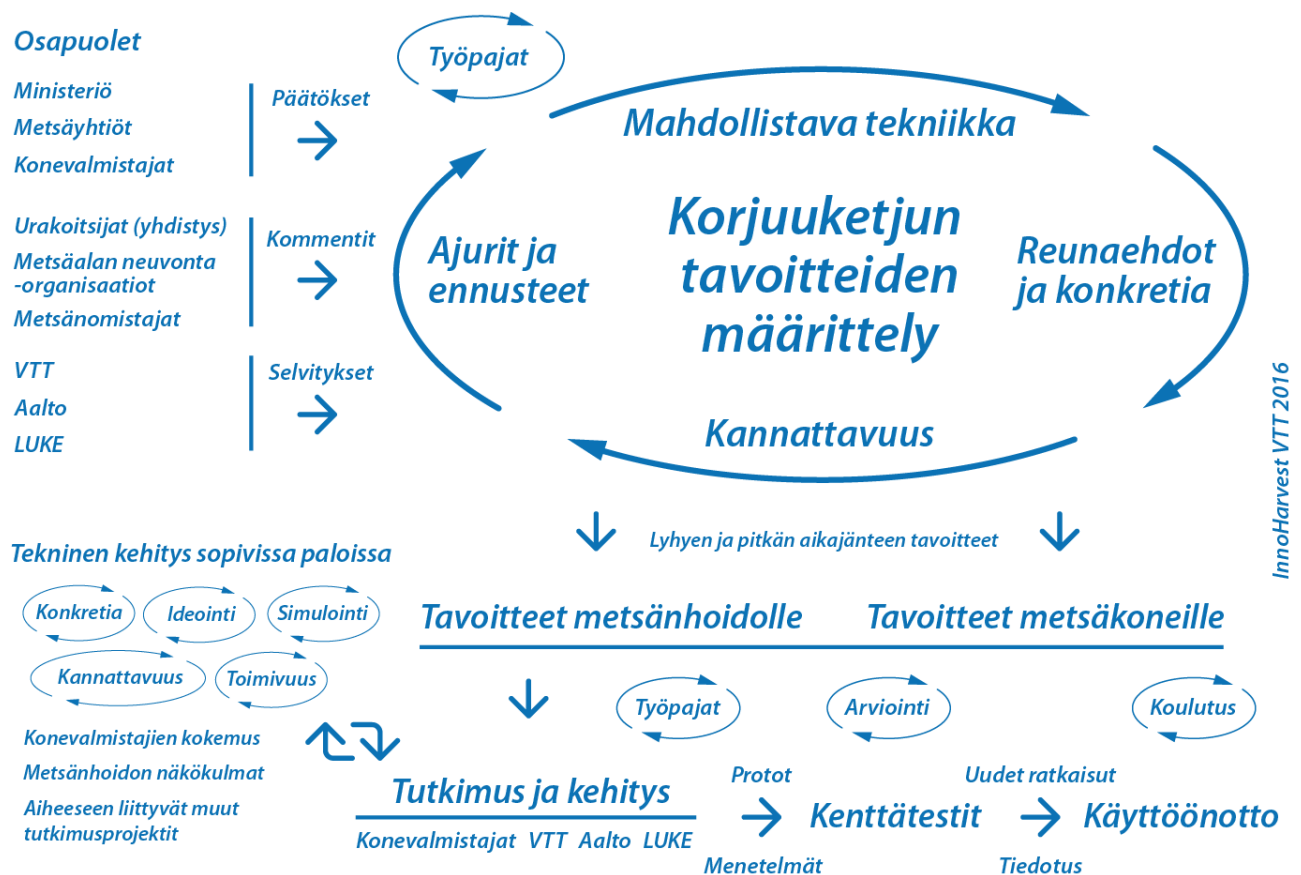 Osapuolet
Ministeriö
Metsäyhtiöt
Konevalmistajat
Päätökset
Urakoitsijat (yhdistys)
Metsäalan neuvonta
-organisaatiot
Metsänomistajat
Kommentit
VTT
Aalto
LUKE
Selvitykset
Työpajat
Mahdollistava tekniikka
Korjuuketjun
tavoitteiden
määrittely
Ajurit ja
ennusteet
Reunaehdot
ja konkretia
Kannattavuus
InnoHarvest VTT 2016
Lyhyen ja pitkän aikajänteen tavoitteet
Tavoitteet metsänhoidolle
Tavoitteet metsäkoneille
Tekninen kehitys sopivissa paloissa
Konkretia
Ideointi
Simulointi
Kannattavuus
Toimivuus
Konevalmistajien kokemus
Metsänhoidon näkökulmat
Aiheeseen liittyvät muut
tutkimusprojektit
Työpajat
Arviointi
Koulutus
Tutkimus ja kehitys
Konevalmistajat VTT Aalto LUKE
Protot
Menetelmät
Kenttätestit
Uudet ratkaisut
Tiedotus
Käyttöönotto